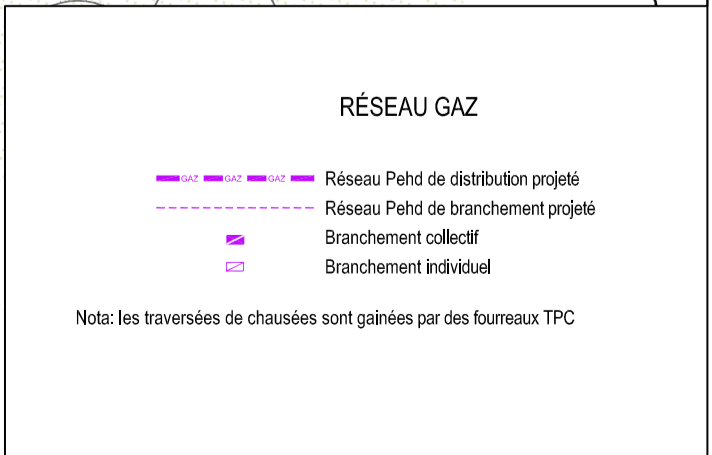 RÉSEAU GAZ
GAZ GAZ GAZ Réseau Pehd de distribution projeté
Réseau Pehd de branchement projeté
Branchement collectif
Branchement individuel
Nota: les traversées de chausées sont gainées par des fourreaux TPC